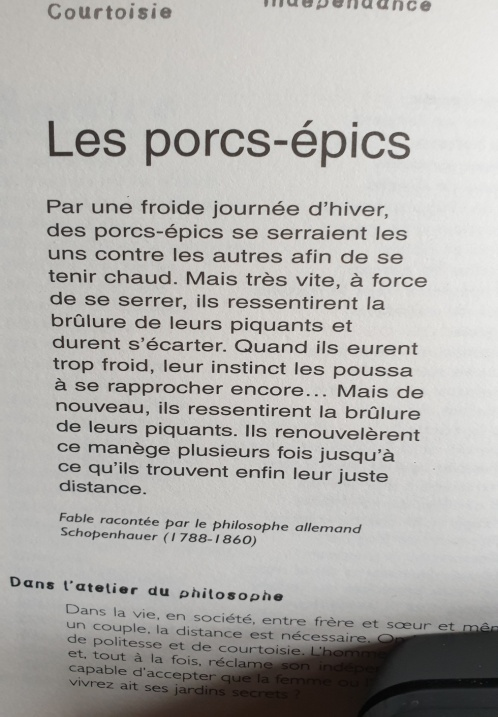 Courtoisie
Indépendance
Les porcs-épics
Par une froide journée d'hiver,
des porcs-épics se serraient les
uns contre les autres afin de se
tenir chaud. Mais très vite, à force
de se serrer, ils ressentirent la
brûlure de leurs piquants et
durent s'écarter. Quand ils eurent
trop froid, leur instinct les poussa
à se rapprocher encore... Mais de
nouveau, ils ressentirent la brûlure
de leurs piquants. Ils renouvelèrent
ce manège plusieurs fois jusqu'à
ce qu'ils trouvent enfin leur juste
distance.
Fable racontée par le philosophe allemand
Schopenhauer (1788-1860)
Dans l'atelier du philosophe
Dans la vie, en société, entre frère et sœur et
un couple, la distance est nécessaire.
de politesse et de courtoisie.
et, tout à la fois, réclame son
capable d'accepter que la femme
vivrez ait ses jardins secrets ?